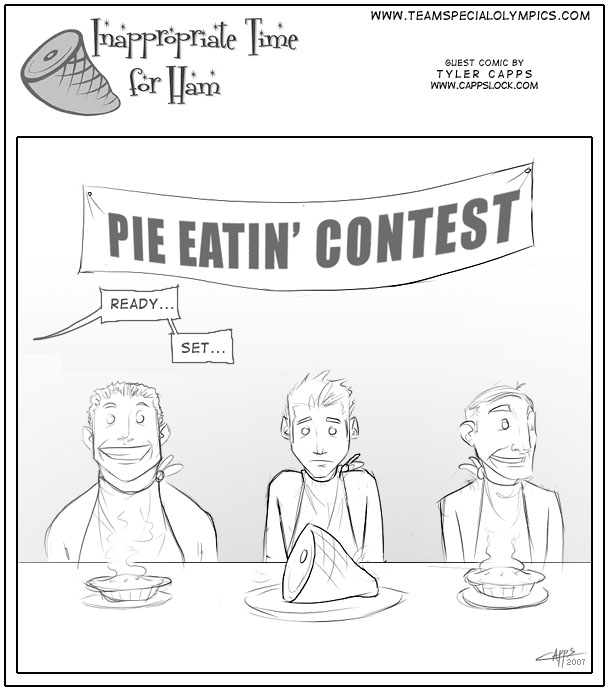 WWW.TEAMSPECIALOLYMPICS.COM
Inappropriate Time
for Ham
GUEST COMIC BY
TYLER CAPPS
WWW.CAPPSLOCK.COM
PIE EATIN' CONTEST
READY...
SET...
CAPPS
2007